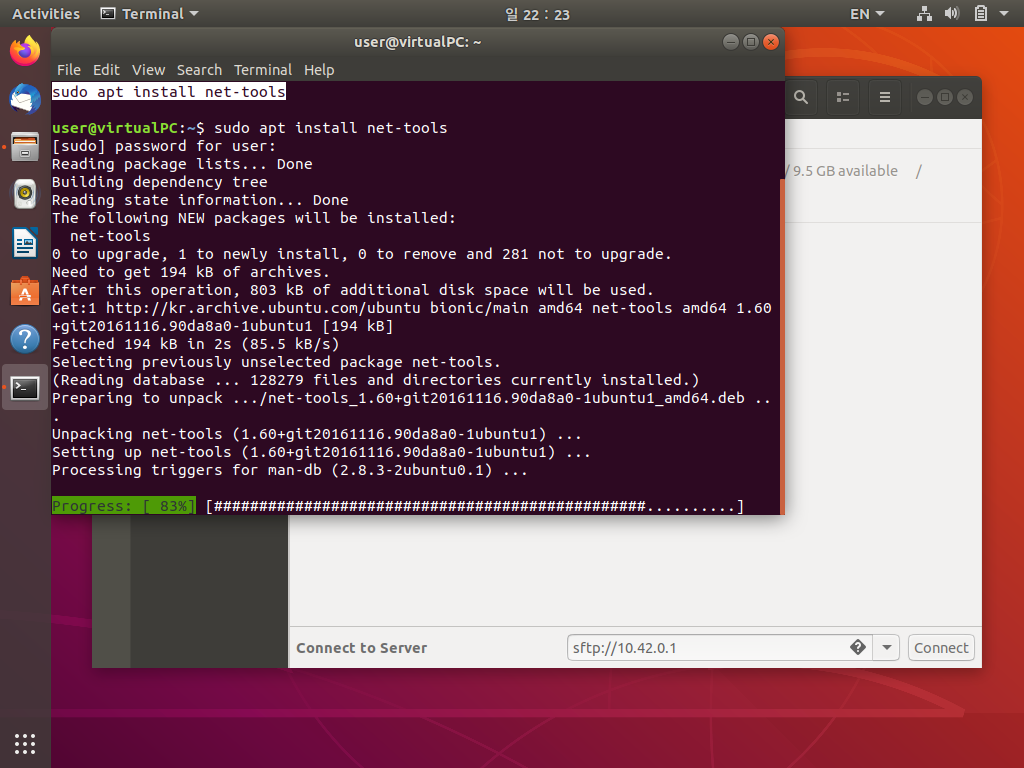 Activities Terminal 일 22 : 23 EN
user@virtualPC: ~
File Edit View Search Terminal Help
sudo apt install net-tools
user@virtualPC:~$ sudo apt install net-tools
[sudo] password for user:
Reading package lists... Done
Building dependency tree
Reading state information... Done
The following NEW packages will be installed:
net-tools
0 to upgrade, 1 to newly install, 0 to remove and 281 not to upgrade.
Need to get 194 kB of archives.
After this operation, 803 kB of additional disk space will be used.
Get:1 http://kr.archive.ubuntu.com/ubuntu bionic/main amd64 net-tools amd64 1.60
+git20161116.90da8a0-1ubuntu1 [194 kB]
Fetched 194 kB in 2s (85.5 kB/s)
Selecting previously unselected package net-tools.
(Reading database ... 128279 files and directories currently installed.)
Preparing to unpack .../net-tools_1.60+git20161116.90da8a0-1ubuntu1_amd64.deb ..
.
Unpacking net-tools (1.60+git20161116.90da8a0-1ubuntu1) ...
Setting up net-tools (1.60+git20161116.90da8a0-1ubuntu1) ...
Processing triggers for man-db (2.8.3-2ubuntu0.1) ...
Progress: [ 83%] [################################################..........]
/ 9.5 GB available /
Connect to Server sftp://10.42.0.1 Connect